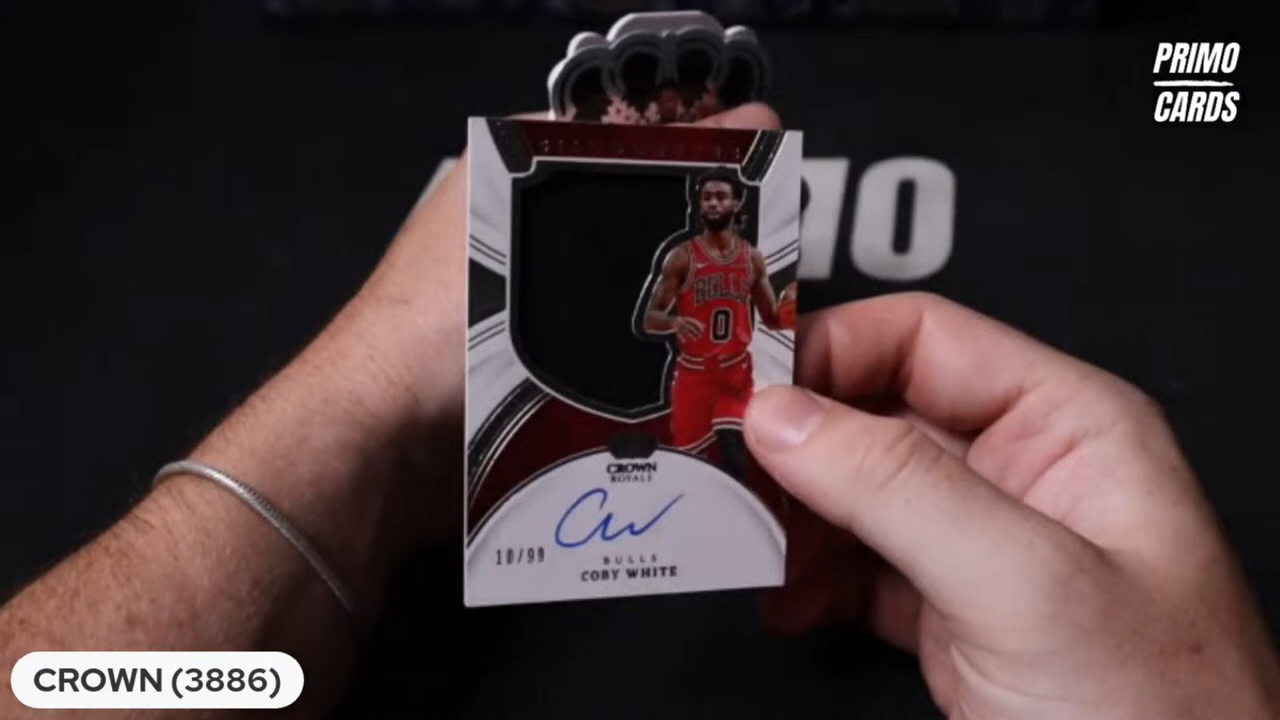 PRIMO
CARDS
BULLS
0
CROWN
ROYALE
10/99
BULLS
COBY WHITE
CROWN (3886)